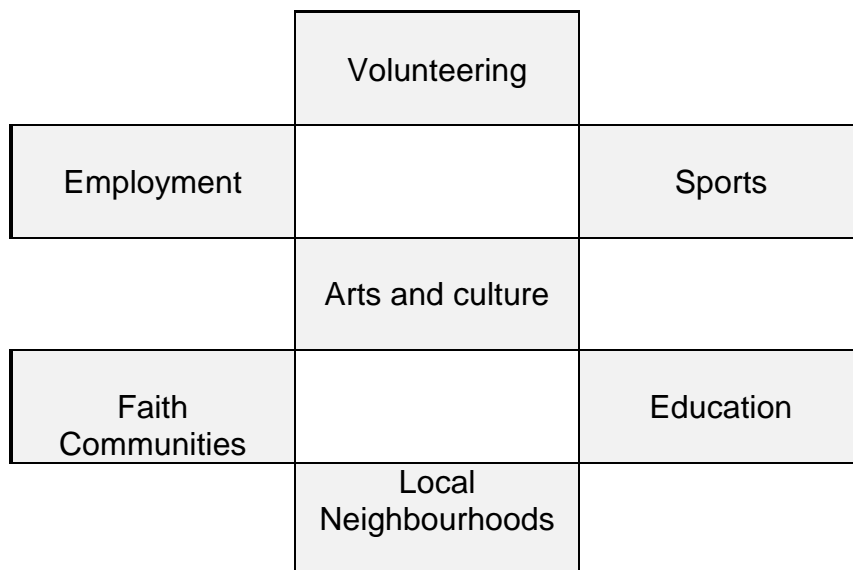 Volunteering
Employment
Sports
Arts and culture
Faith
Communities
Education
Local
Neighbourhoods